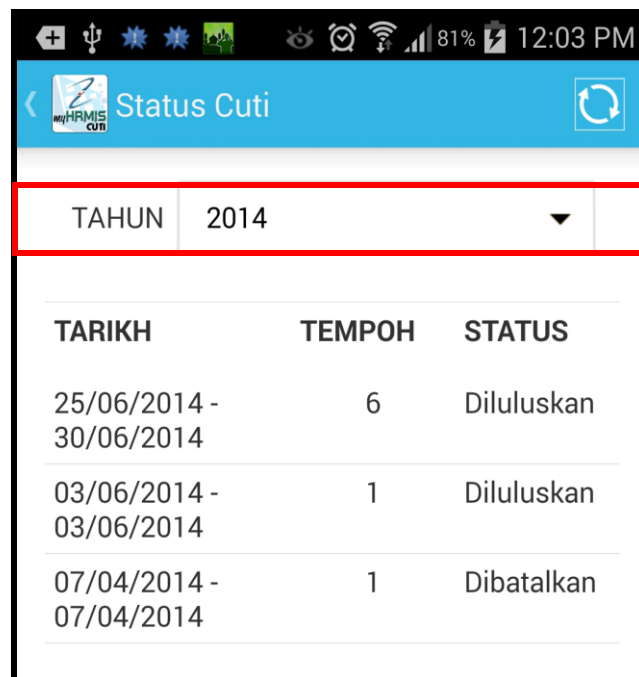 81% 12:03 PM
myHRMIS
CUTI
Status Cuti
TAHUN 2014
TARIKH TEMPOH STATUS
25/06/2014 - 6 Diluluskan
30/06/2014
03/06/2014 - 1 Diluluskan
03/06/2014
07/04/2014 - 1 Dibatalkan
07/04/2014